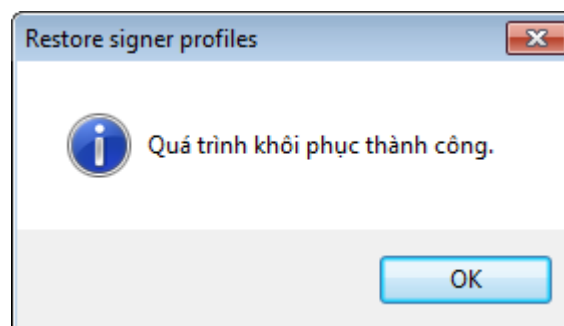 Restore signer profiles
Quá trình khôi phục thành công.
OK